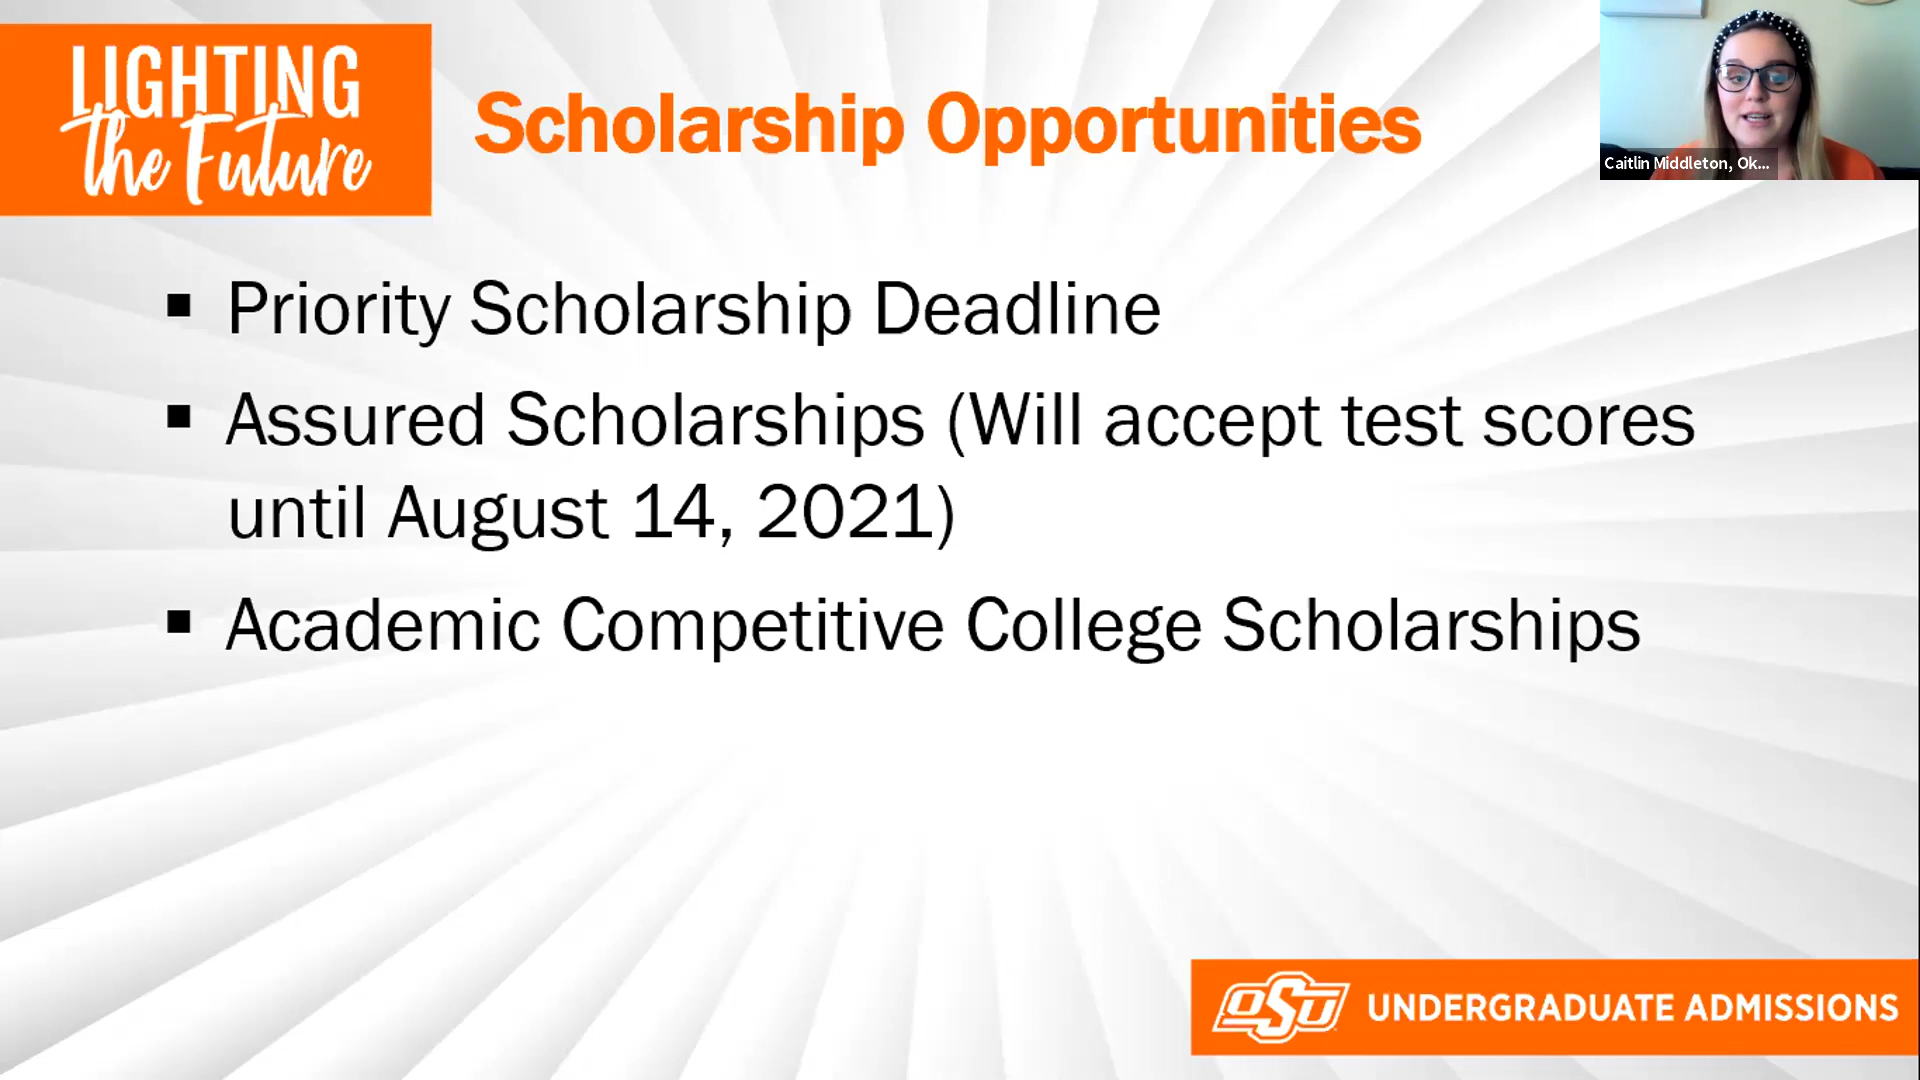 LIGHTING
the Future
Scholarship Opportunities
Caitlin Middleton, Ok...
▪ Priority Scholarship Deadline
▪ Assured Scholarships (Will accept test scores
until August 14, 2021)
▪ Academic Competitive College Scholarships
OSU UNDERGRADUATE ADMISSIONS